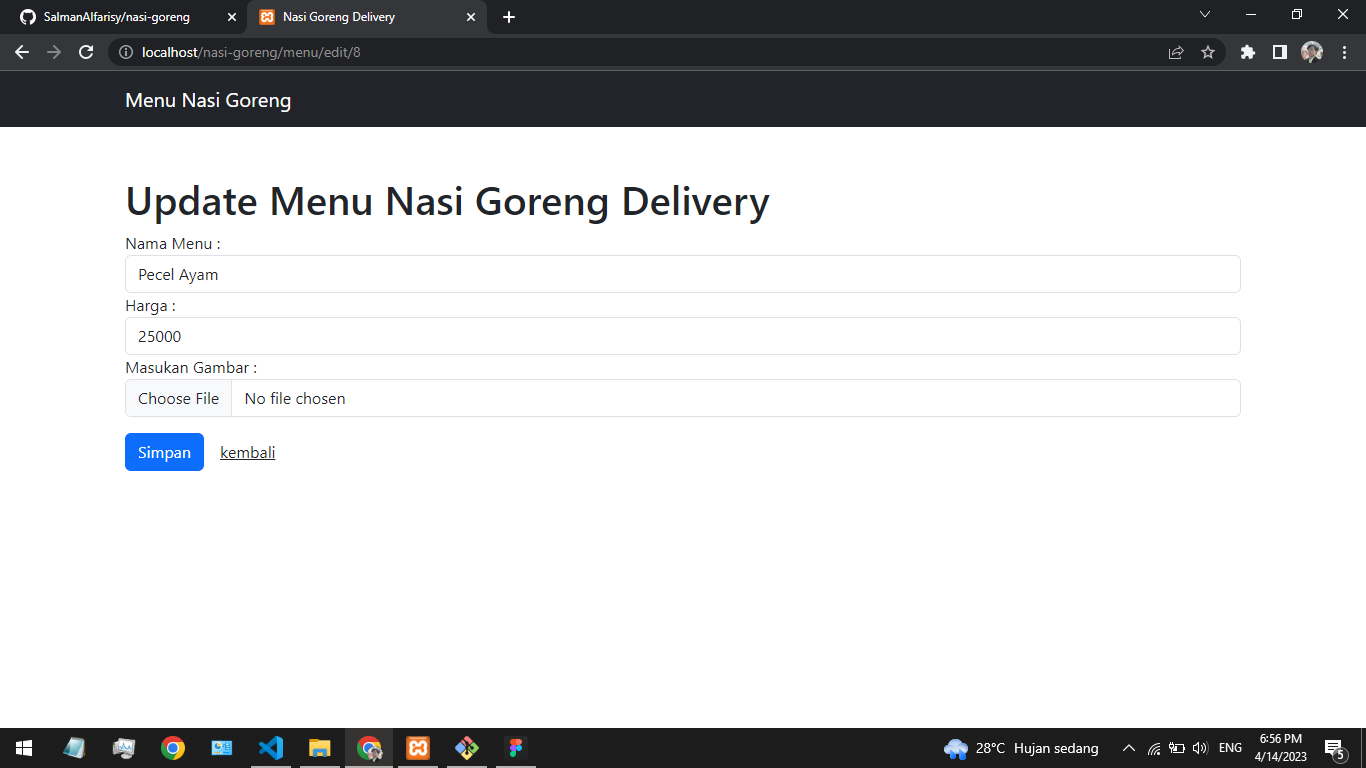 SalmanAlfarisy/nasi-goreng
Nasi Goreng Delivery
localhost/nasi-goreng/menu/edit/8
Menu Nasi Goreng
Update Menu Nasi Goreng Delivery
Nama Menu :
Pecel Ayam
Harga :
25000
Masukan Gambar :
Choose File No file chosen
Simpan kembali
28°C Hujan sedang
ENG
6:56 PM
4/14/2023
5